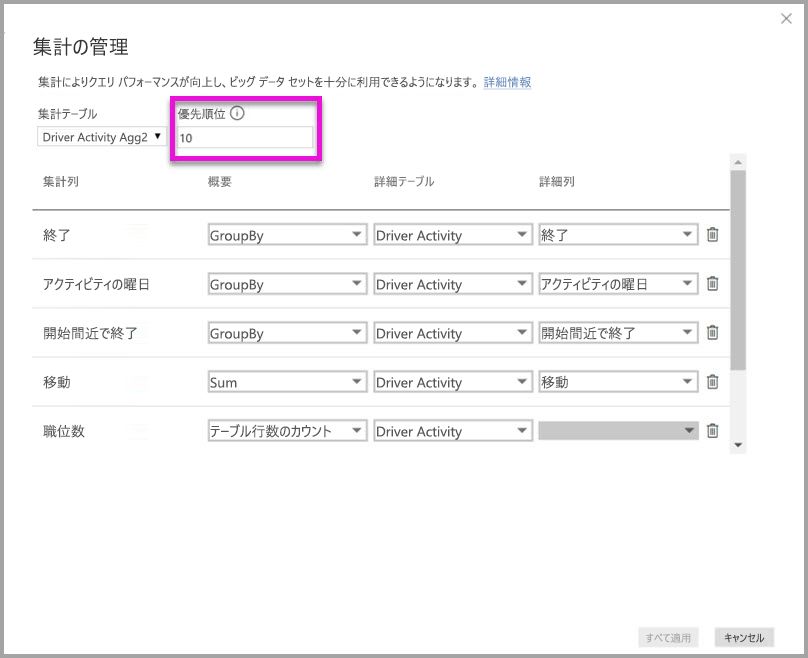 集計の管理
集計によりクエリ パフォーマンスが向上し、ビッグ データ セットを十分に利用できるようになります。 詳細情報
集計テーブル 優先順位
Driver Activity Agg2 10
集計列 概要 詳細テーブル 詳細列
終了 GroupBy Driver Activity 終了
アクティビティの曜日 GroupBy Driver Activity アクティビティの曜日
開始間近で終了 GroupBy Driver Activity 開始間近で終了
移動 Sum Driver Activity 移動
職位数 テーブル行数のカウント Driver Activity
すべて適用 キャンセル